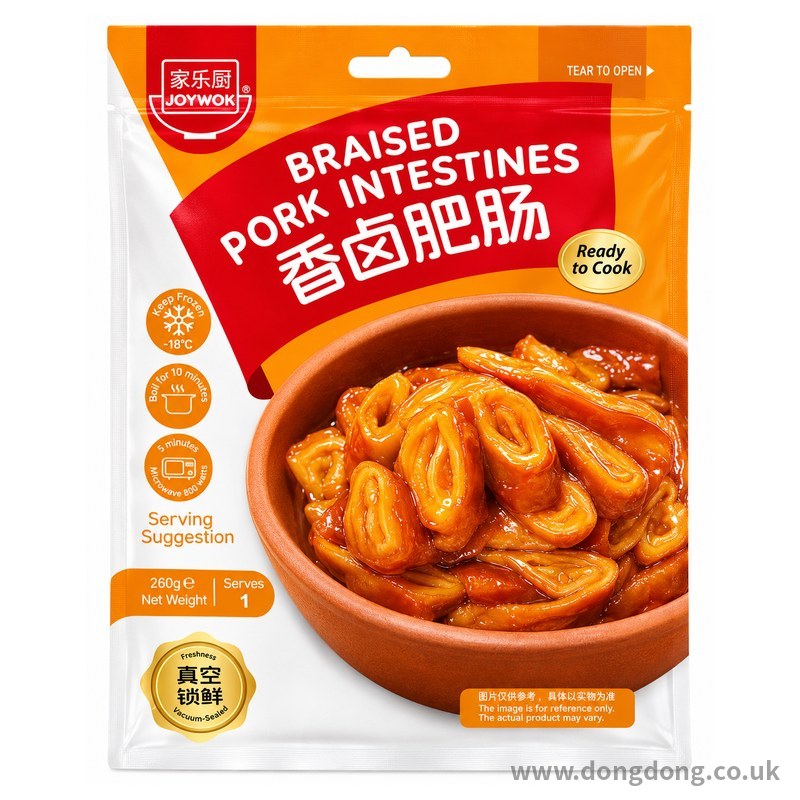 家乐厨
JOYWOK®
TEAR TO OPEN
BRAISED
PORK INTESTINES
香卤肥肠
Ready
to Cook
Keep Frozen
-18°C
Boil for 10 minutes
5 minutes
Microwave 800 watts
Serving
Suggestion
260g℮
Net Weight
Serves
1
Freshness
真空
锁鲜
Vacuum-Sealed
图片仅供参考，具体以实物为准
The image is for reference only.
The actual product may vary.
www.dongdong.co.uk